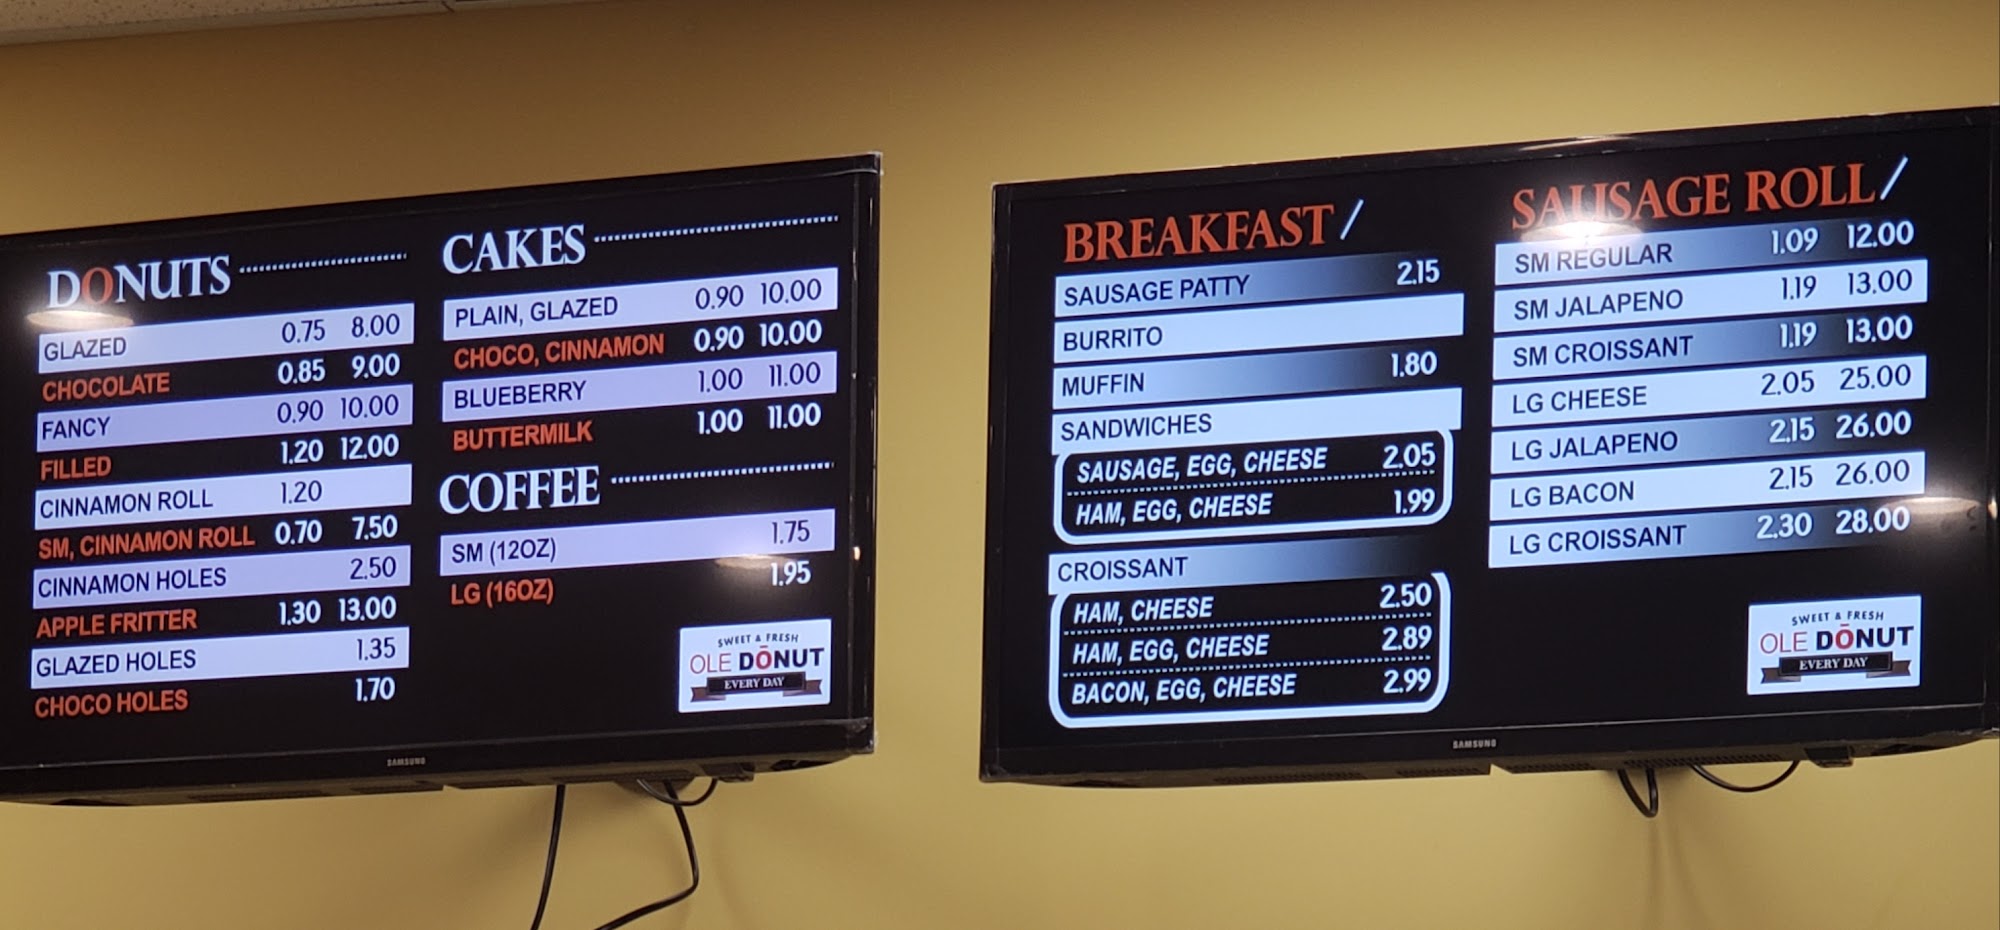 DONUTS
GLAZED 0.75 8.00
CHOCOLATE 0.85 9.00
FANCY 0.90 10.00
FILLED 1.20 12.00
CINNAMON ROLL 1.20
SM, CINNAMON ROLL 0.70 7.50
CINNAMON HOLES 2.50
APPLE FRITTER 1.30 13.00
GLAZED HOLES 1.35
CHOCO HOLES 1.70
CAKES
PLAIN, GLAZED 0.90 10.00
CHOCO, CINNAMON 0.90 10.00
BLUEBERRY 1.00 11.00
BUTTERMILK 1.00 11.00
COFFEE
SM (12OZ) 1.75
LG (16OZ) 1.95
SWEET & FRESH
OLE DŌNUT
EVERY DAY
SAMSUNG
BREAKFAST /
SAUSAGE PATTY 2.15
BURRITO
MUFFIN 1.80
SANDWICHES
SAUSAGE, EGG, CHEESE 2.05
HAM, EGG, CHEESE 1.99
CROISSANT
HAM, CHEESE 2.50
HAM, EGG, CHEESE 2.89
BACON, EGG, CHEESE 2.99
SAUSAGE ROLL /
SM REGULAR 1.09 12.00
SM JALAPENO 1.19 13.00
SM CROISSANT 1.19 13.00
LG CHEESE 2.05 25.00
LG JALAPENO 2.15 26.00
LG BACON 2.15 26.00
LG CROISSANT 2.30 28.00
SWEET & FRESH
OLE DŌNUT
EVERY DAY
SAMSUNG